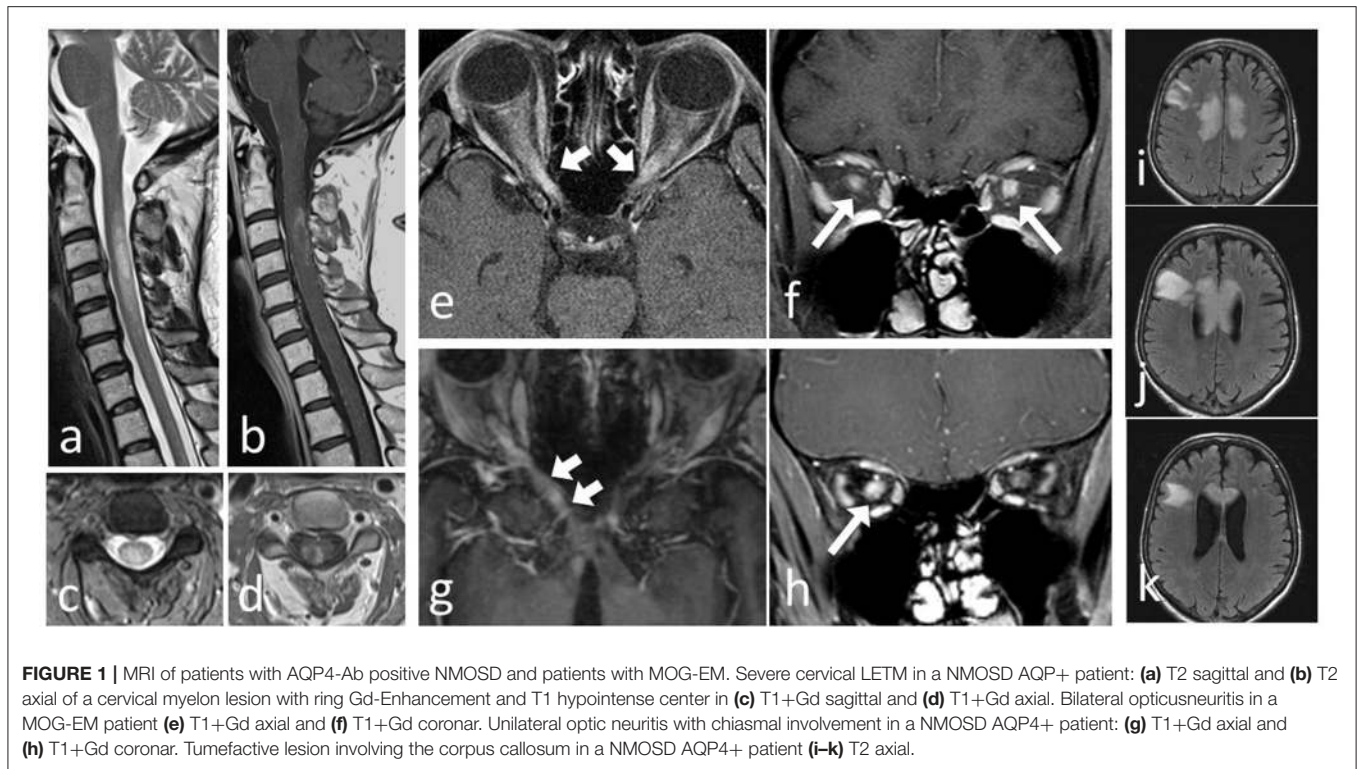 a
b
c
d
e
f
g
h
i
j
k
FIGURE 1 | MRI of patients with AQP4-Ab positive NMOSD and patients with MOG-EM. Severe cervical LETM in a NMOSD AQP+ patient: (a) T2 sagittal and (b) T2
axial of a cervical myelon lesion with ring Gd-Enhancement and T1 hypointense center in (c) T1+Gd sagittal and (d) T1+Gd axial. Bilateral opticusneuritis in a
MOG-EM patient (e) T1+Gd axial and (f) T1+Gd coronar. Unilateral optic neuritis with chiasmal involvement in a NMOSD AQP4+ patient: (g) T1+Gd axial and
(h) T1+Gd coronar. Tumefactive lesion involving the corpus callosum in a NMOSD AQP4+ patient (i–k) T2 axial.